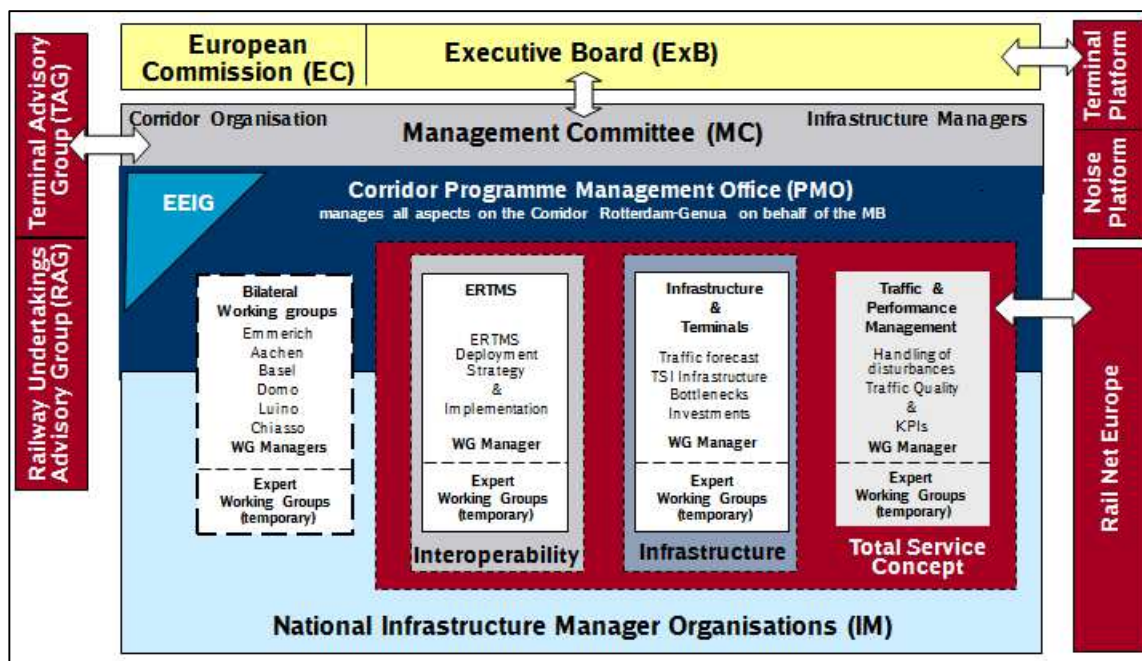 European
Commission (EC)
Executive Board (ExB)
Terminal Advisory
Group (TAG)
Railway Undertakings
Advisory Group (RAG)
Terminal
Platform
Noise
Platform
Rail Net Europe
Corridor Organisation
Management Committee (MC)
Infrastructure Managers
EEIG
Corridor Programme Management Office (PMO)
manages all aspects on the Corridor Rotterdam-Genua on behalf of the MB
Bilateral
Working groups
Emmerich
Aachen
Basel
Domo
Luino
Chiasso
WG Managers
Expert
Working Groups
(temporary)
ERTMS
ERTMS
Deployment
Strategy
&
Implementation
WG Manager
Expert
Working Groups
(temporary)
Interoperability
Infrastructure
&
Terminals
Traffic forecast
TSI Infrastructure
Bottlenecks
Investments
WG Manager
Expert
Working Groups
(temporary)
Infrastructure
Traffic &
Performance
Management
Handling of
disturbances
Traffic Quality
&
KPIs
WG Manager
Expert
Working Groups
(temporary)
Total Service
Concept
National Infrastructure Manager Organisations (IM)